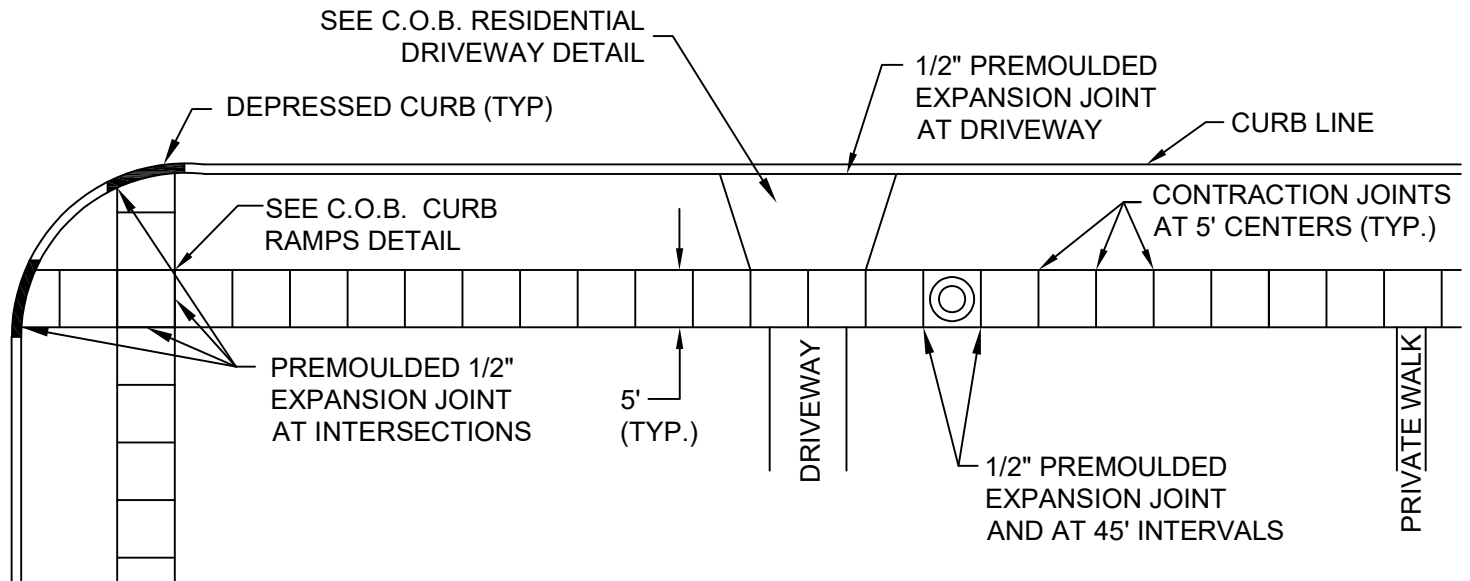 SEE C.O.B. RESIDENTIAL
DRIVEWAY DETAIL
1/2" PREMOULDED
EXPANSION JOINT
AT DRIVEWAY
DEPRESSED CURB (TYP)
CURB LINE
SEE C.O.B. CURB
RAMPS DETAIL
CONTRACTION JOINTS
AT 5' CENTERS (TYP.)
PREMOULDED 1/2"
EXPANSION JOINT
AT INTERSECTIONS
5'
(TYP.)
DRIVEWAY
1/2" PREMOULDED
EXPANSION JOINT
AND AT 45' INTERVALS
PRIVATE WALK